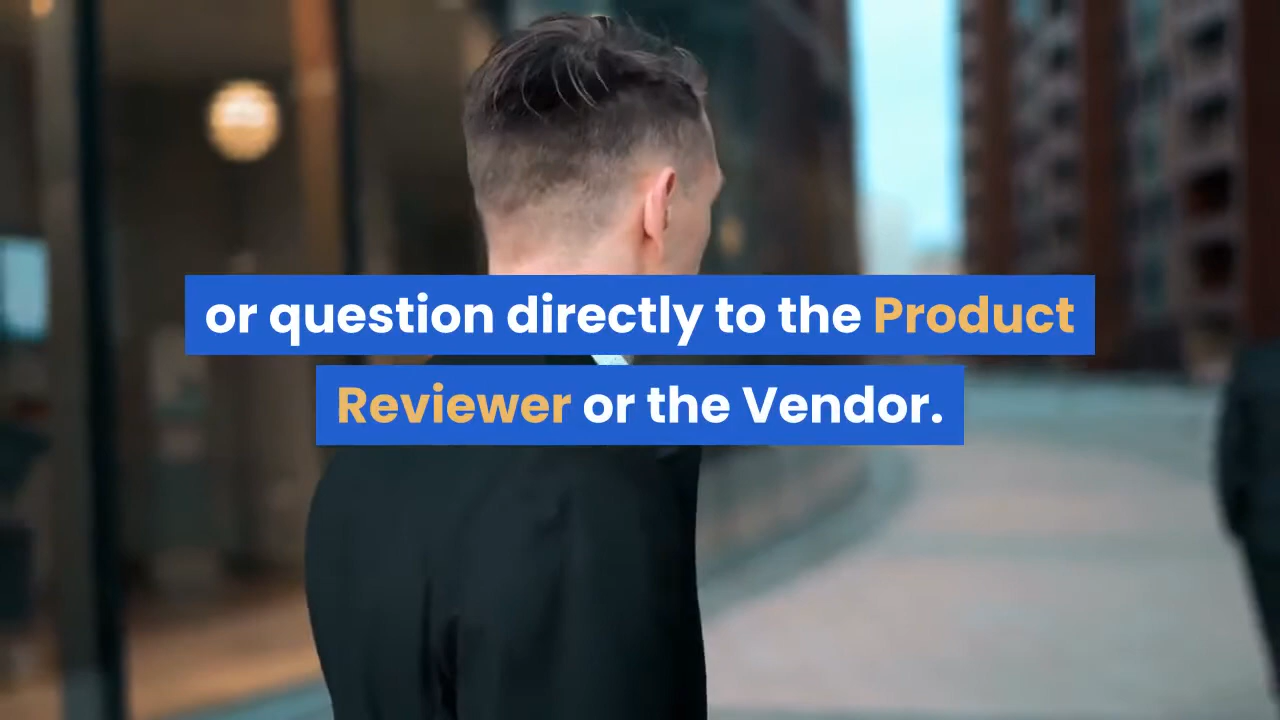 or question directly to the Product
Reviewer or the Vendor.